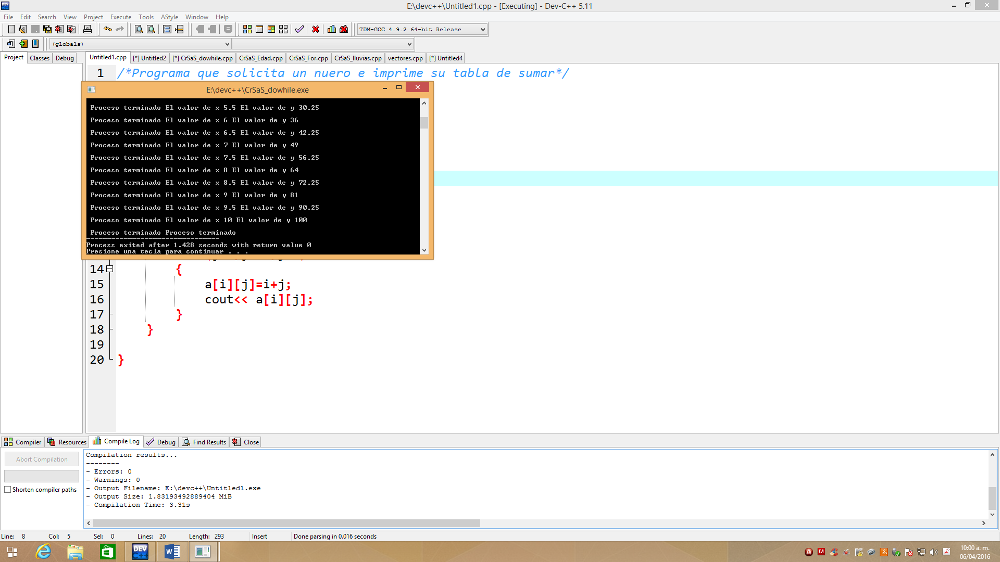 E:\devc++\Untitled1.cpp - [Executing] - Dev-C++ 5.11
File Edit Search View Project Execute Tools AStyle Window Help
TDM-GCC 4.9.2 64-bit Release
(globals)
Project Classes Debug
Untitled1.cpp [*] Untitled2 [*] CrSaS_dowhile.cpp CrSaS_Edad.cpp CrSaS_For.cpp CrSaS_lluvias.cpp vectores.cpp [*] Untitled4
1 /*Programa que solicita un nuero e imprime su tabla de sumar*/
E:\devc++\CrSaS_dowhile.exe
Proceso terminado El valor de x 5.5 El valor de y 30.25
Proceso terminado El valor de x 6 El valor de y 36
Proceso terminado El valor de x 6.5 El valor de y 42.25
Proceso terminado El valor de x 7 El valor de y 49
Proceso terminado El valor de x 7.5 El valor de y 56.25
Proceso terminado El valor de x 8 El valor de y 64
Proceso terminado El valor de x 8.5 El valor de y 72.25
Proceso terminado El valor de x 9 El valor de y 81
Proceso terminado El valor de x 9.5 El valor de y 90.25
Proceso terminado El valor de x 10 El valor de y 100
Proceso terminado Proceso terminado
--------------------------------
Process exited after 1.428 seconds with return value 0
Presione una tecla para continuar . . .
14 {
15 a[i][j]=i+j;
16 cout<< a[i][j];
17 }
18 }
19
20 }
Compiler Resources Compile Log Debug Find Results Close
Abort Compilation
Shorten compiler paths
Compilation results...
--------
- Errors: 0
- Warnings: 0
- Output Filename: E:\devc++\Untitled1.exe
- Output Size: 1.83193492889404 MiB
- Compilation Time: 3.31s
Line: 8 Col: 5 Sel: 0 Lines: 20 Length: 293 Insert Done parsing in 0.016 seconds
DEV C++
10:00 a. m.
06/04/2016